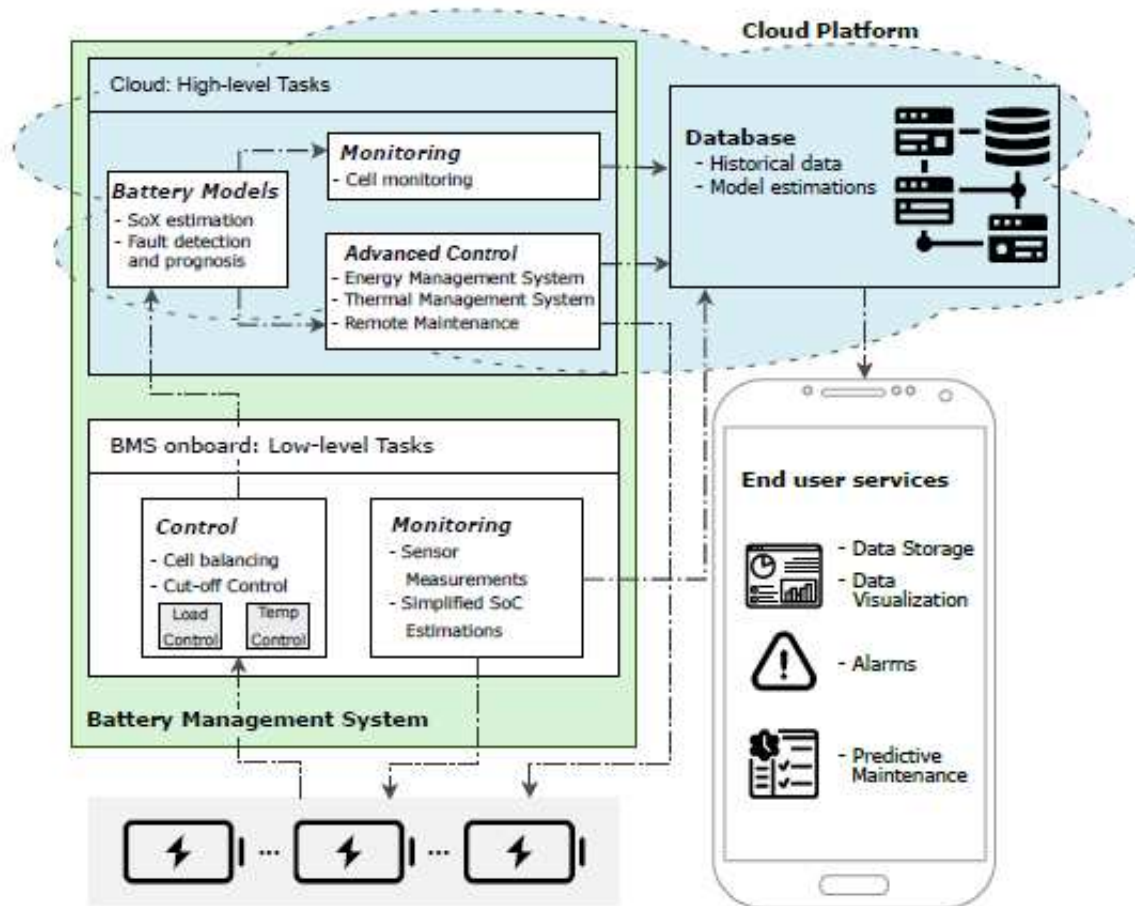 Cloud Platform
Cloud: High-level Tasks
Battery Models
- SoX estimation
- Fault detection
and prognosis
Monitoring
- Cell monitoring
Advanced Control
- Energy Management System
- Thermal Management System
- Remote Maintenance
Database
- Historical data
- Model estimations
BMS onboard: Low-level Tasks
Control
- Cell balancing
- Cut-off Control
Load
Control
Temp
Control
Monitoring
- Sensor
Measurements
- Simplified SoC
Estimations
Battery Management System
End user services
- Data Storage
- Data
Visualization
- Alarms
- Predictive
Maintenance
... ...